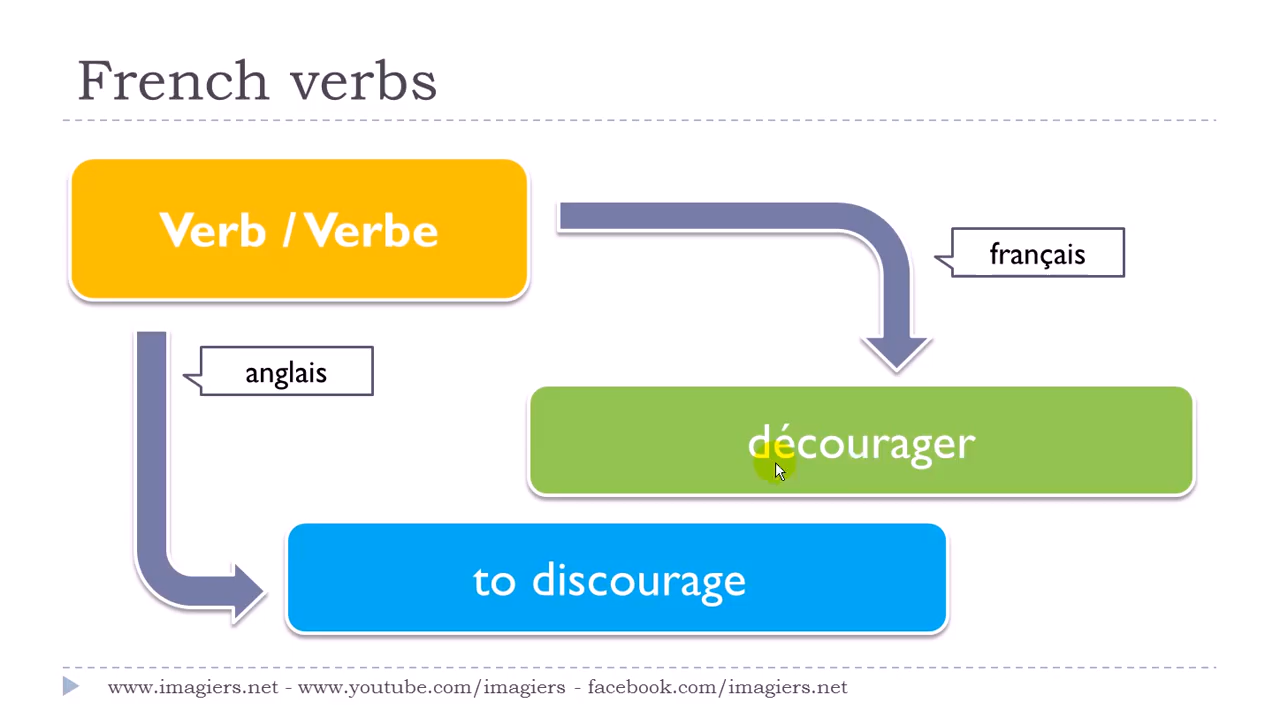 French verbs
Verb / Verbe
français
anglais
décourager
to discourage
www.imagiers.net - www.youtube.com/imagiers - facebook.com/imagiers.net